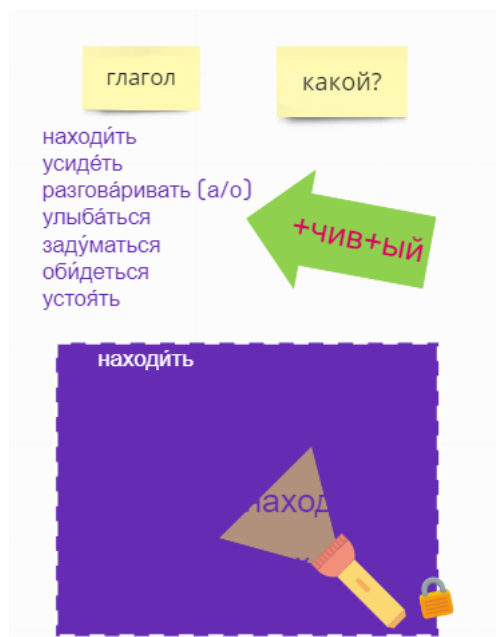 глагол
какой?
находи́ть
усиде́ть
разгова́ривать (а/о)
улыба́ться
заду́маться
оби́деться
устоя́ть
+чив+ый
находи́ть
наход